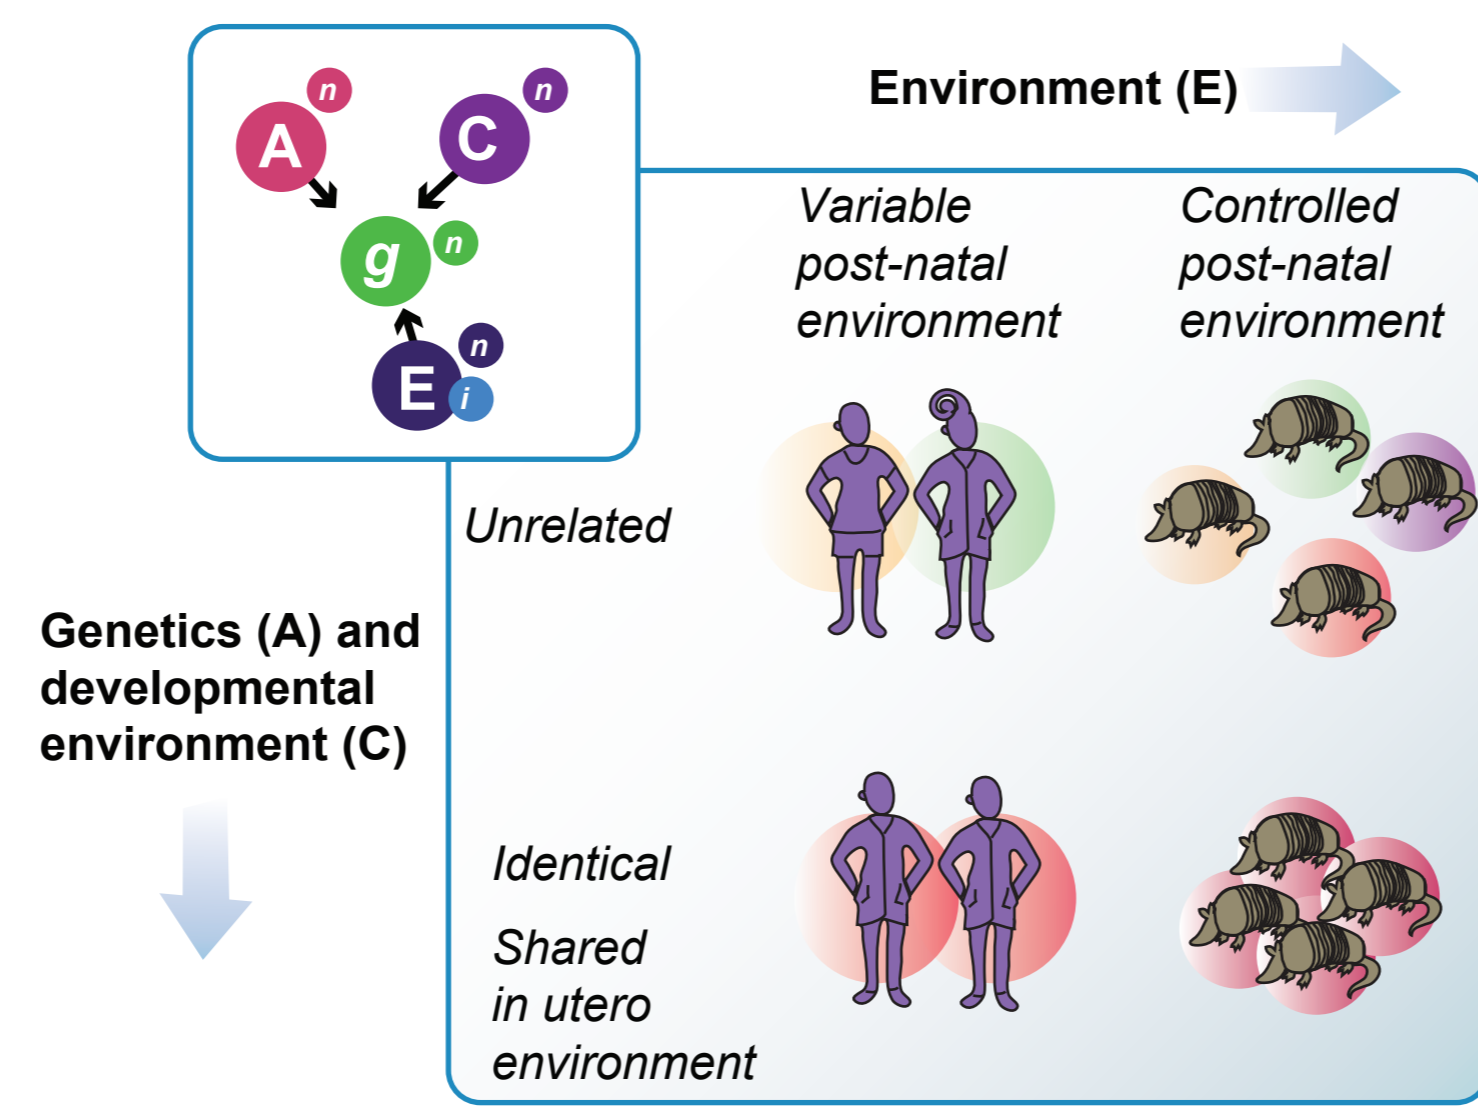 n
n
A
C
g
n
n
E
i
Environment (E)
Variable
post-natal
environment
Controlled
post-natal
environment
Unrelated
Genetics (A) and
developmental
environment (C)
Identical
Shared
in utero
environment